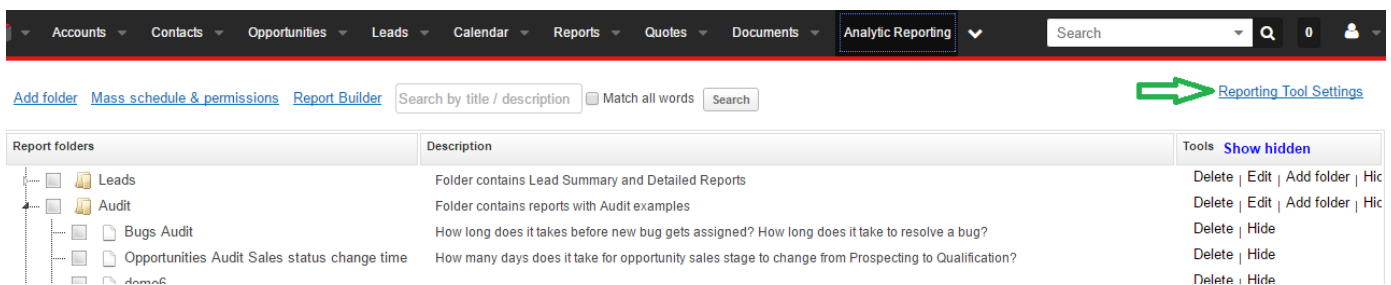 Accounts Contacts Opportunities Leads Calendar Reports Quotes Documents Analytic Reporting Search 0
Add folder Mass schedule & permissions Report Builder Search by title / description Match all words Search Reporting Tool Settings
Report folders Description Tools Show hidden
Leads Folder contains Lead Summary and Detailed Reports Delete | Edit | Add folder | Hid
Audit Folder contains reports with Audit examples Delete | Edit | Add folder | Hid
Bugs Audit How long does it takes before new bug gets assigned? How long does it take to resolve a bug? Delete | Hide
Opportunities Audit Sales status change time How many days does it take for opportunity sales stage to change from Prospecting to Qualification? Delete | Hide
demo6 Delete | Hide